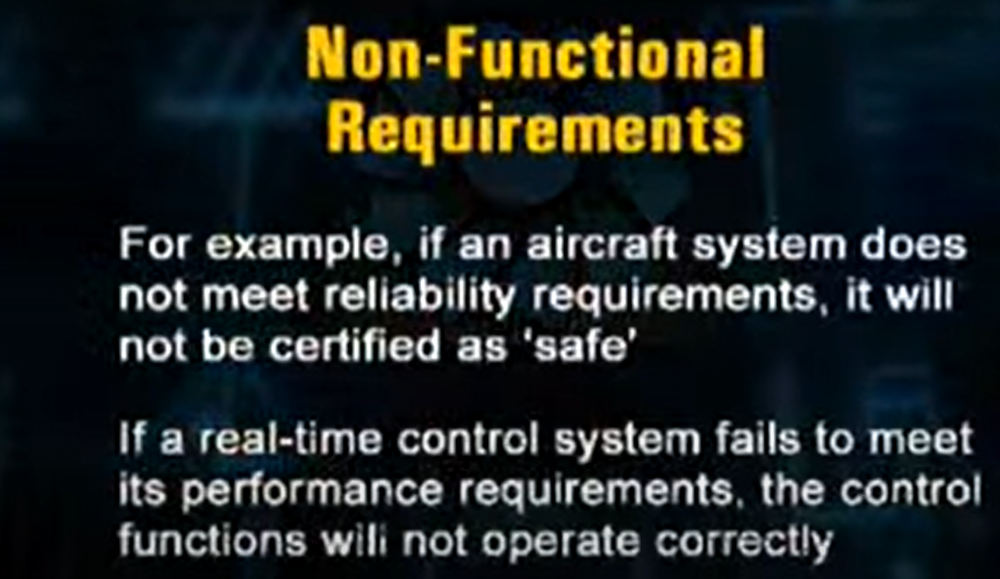 Non-Functional
Requirements
For example, if an aircraft system does
not meet reliability requirements, it will
not be certified as ‘safe’
If a real-time control system fails to meet
its performance requirements, the control
functions will not operate correctly